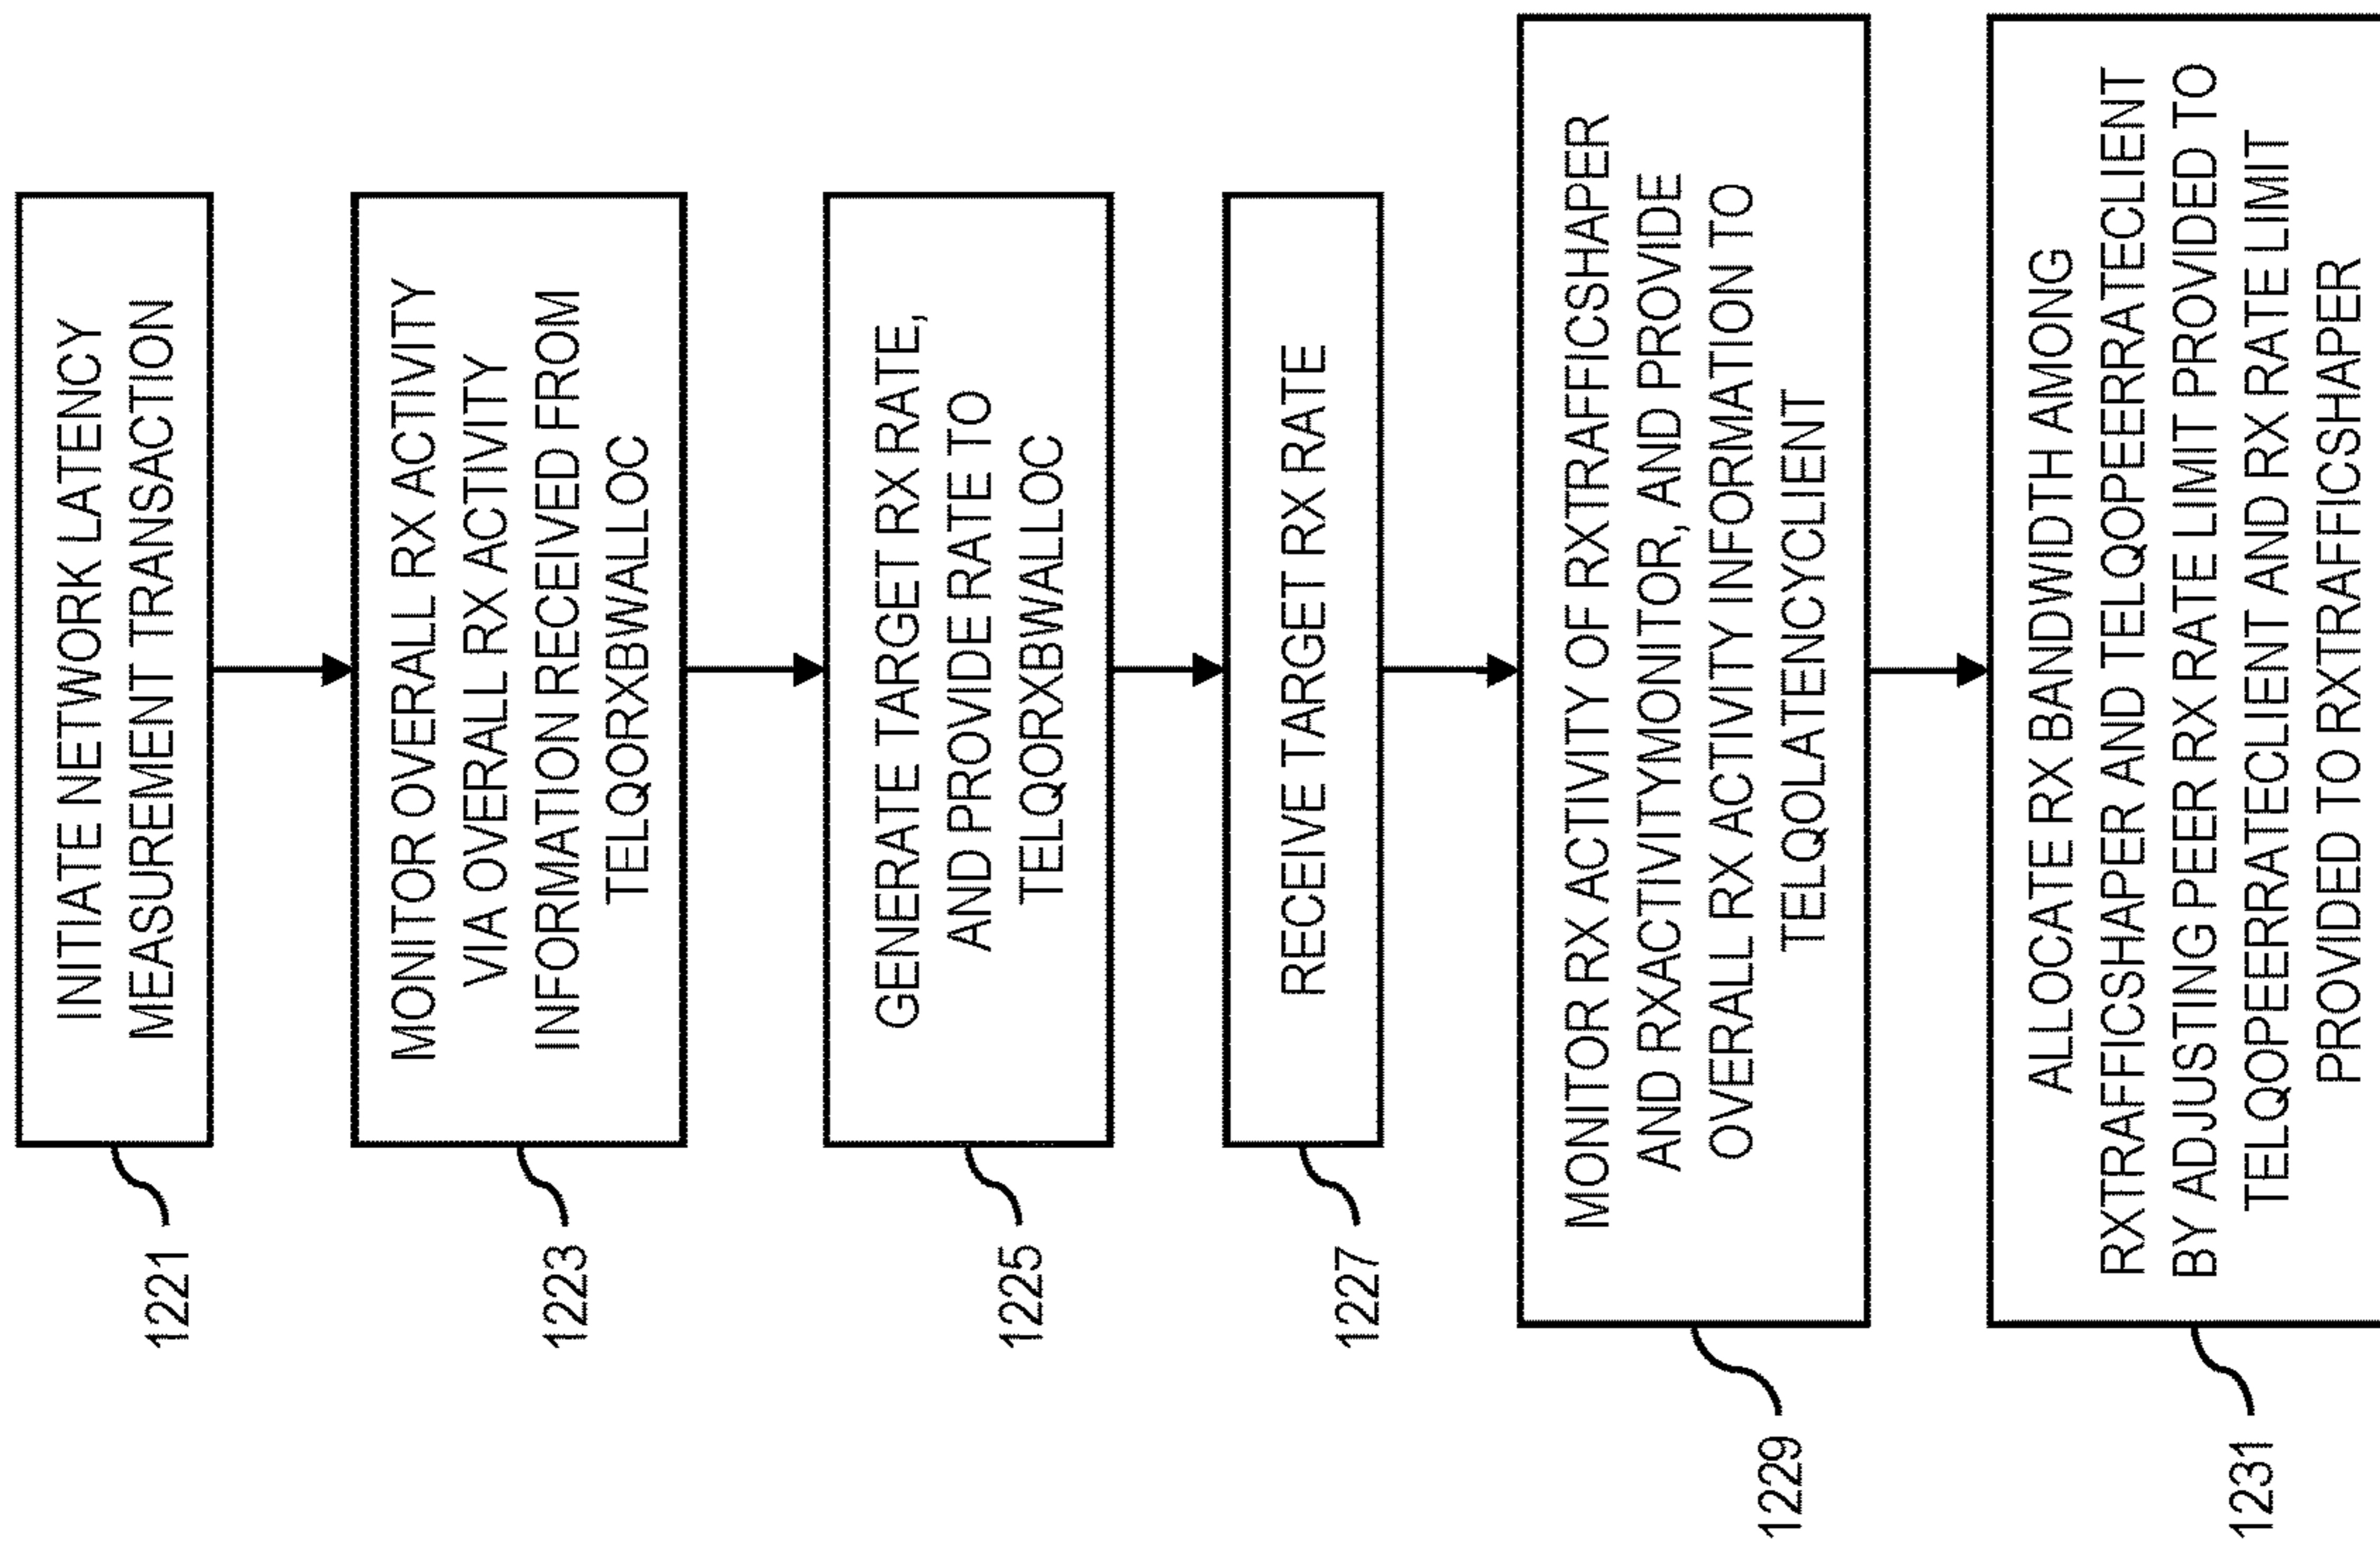 INITIATE NETWORK LATENCY
MEASUREMENT TRANSACTION
1221
MONITOR OVERALL RX ACTIVITY
VIA OVERALL RX ACTIVITY
INFORMATION RECEIVED FROM
TELQORXBWALLOC
1223
GENERATE TARGET RX RATE,
AND PROVIDE RATE TO
TELQORXBWALLOC
1225
RECEIVE TARGET RX RATE
1227
MONITOR RX ACTIVITY OF RXTRAFFICSHAPER
AND RXACTIVITYMONITOR, AND PROVIDE
OVERALL RX ACTIVITY INFORMATION TO
TELQOLATENCYCLIENT
1229
ALLOCATE RX BANDWIDTH AMONG
RXTRAFFICSHAPER AND TELQOPEERRATECLIENT
BY ADJUSTING PEER RX RATE LIMIT PROVIDED TO
TELQOPEERRATECLIENT AND RX RATE LIMIT
PROVIDED TO RXTRAFFICSHAPER
1231